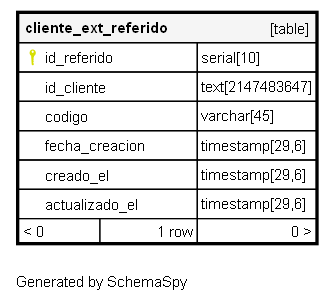 cliente_ext_referido [table]
id_referido serial[10]
id_cliente text[2147483647]
codigo varchar[45]
fecha_creacion timestamp[29,6]
creado_el timestamp[29,6]
actualizado_el timestamp[29,6]
< 0 1 row 0 >
Generated by SchemaSpy